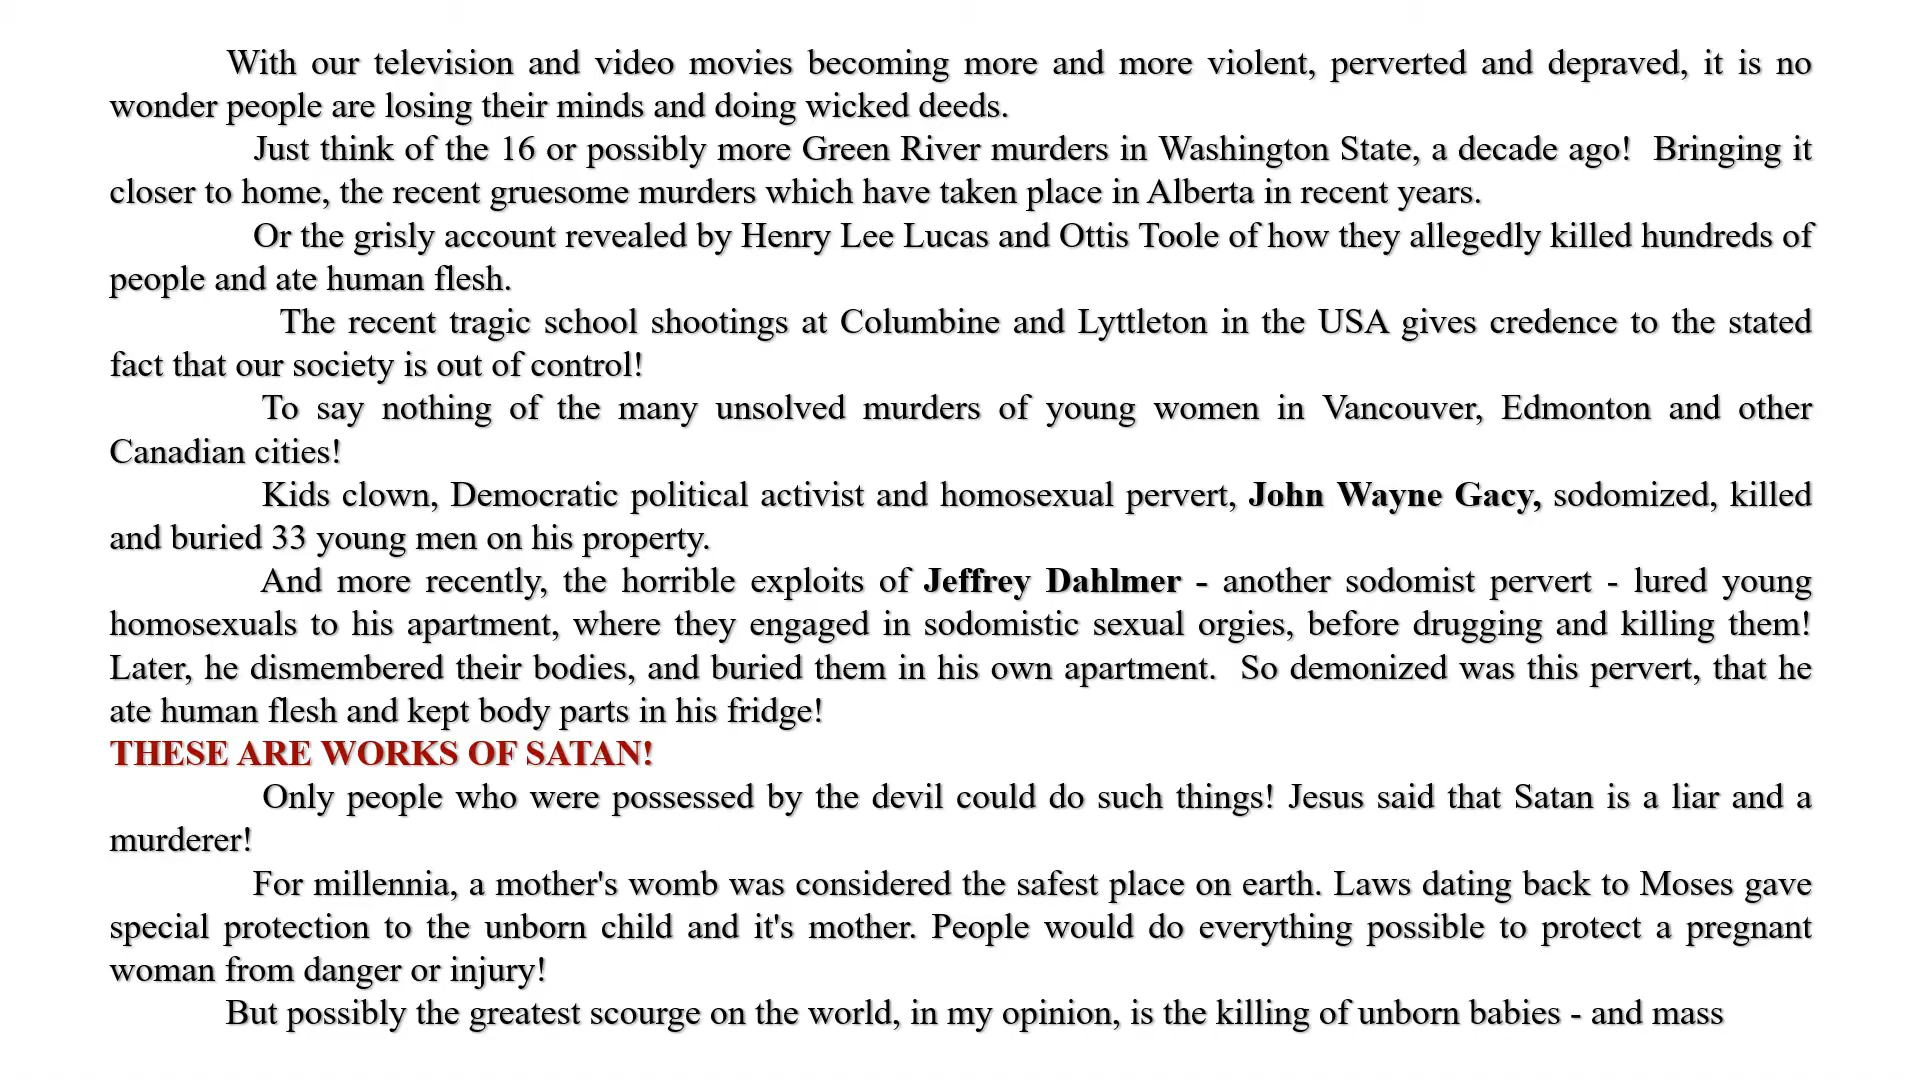 With our television and video movies becoming more and more violent, perverted and depraved, it is no
wonder people are losing their minds and doing wicked deeds.
Just think of the 16 or possibly more Green River murders in Washington State, a decade ago! Bringing it
closer to home, the recent gruesome murders which have taken place in Alberta in recent years.
Or the grisly account revealed by Henry Lee Lucas and Ottis Toole of how they allegedly killed hundreds of
people and ate human flesh.
The recent tragic school shootings at Columbine and Lyttleton in the USA gives credence to the stated
fact that our society is out of control!
To say nothing of the many unsolved murders of young women in Vancouver, Edmonton and other
Canadian cities!
Kids clown, Democratic political activist and homosexual pervert, John Wayne Gacy, sodomized, killed
and buried 33 young men on his property.
And more recently, the horrible exploits of Jeffrey Dahlmer - another sodomist pervert - lured young
homosexuals to his apartment, where they engaged in sodomistic sexual orgies, before drugging and killing them!
Later, he dismembered their bodies, and buried them in his own apartment. So demonized was this pervert, that he
ate human flesh and kept body parts in his fridge!
THESE ARE WORKS OF SATAN!
Only people who were possessed by the devil could do such things! Jesus said that Satan is a liar and a
murderer!
For millennia, a mother's womb was considered the safest place on earth. Laws dating back to Moses gave
special protection to the unborn child and it's mother. People would do everything possible to protect a pregnant
woman from danger or injury!
But possibly the greatest scourge on the world, in my opinion, is the killing of unborn babies - and mass